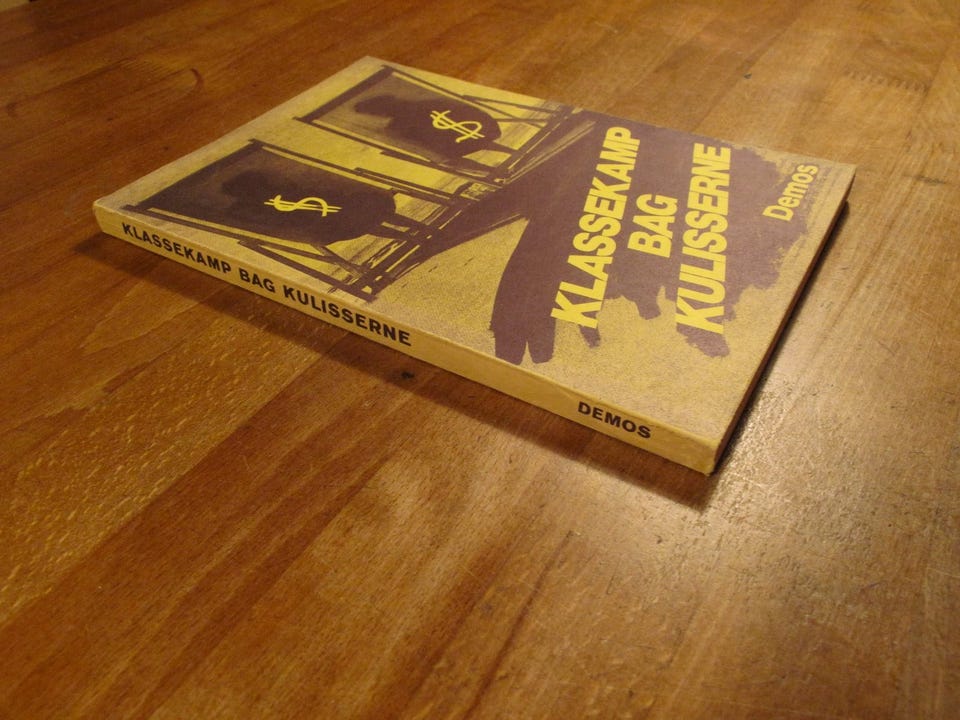 $
$
KLASSEKAMP
BAG
KULISSERNE
Demos
KLASSEKAMP BAG KULISSERNE
DEMOS